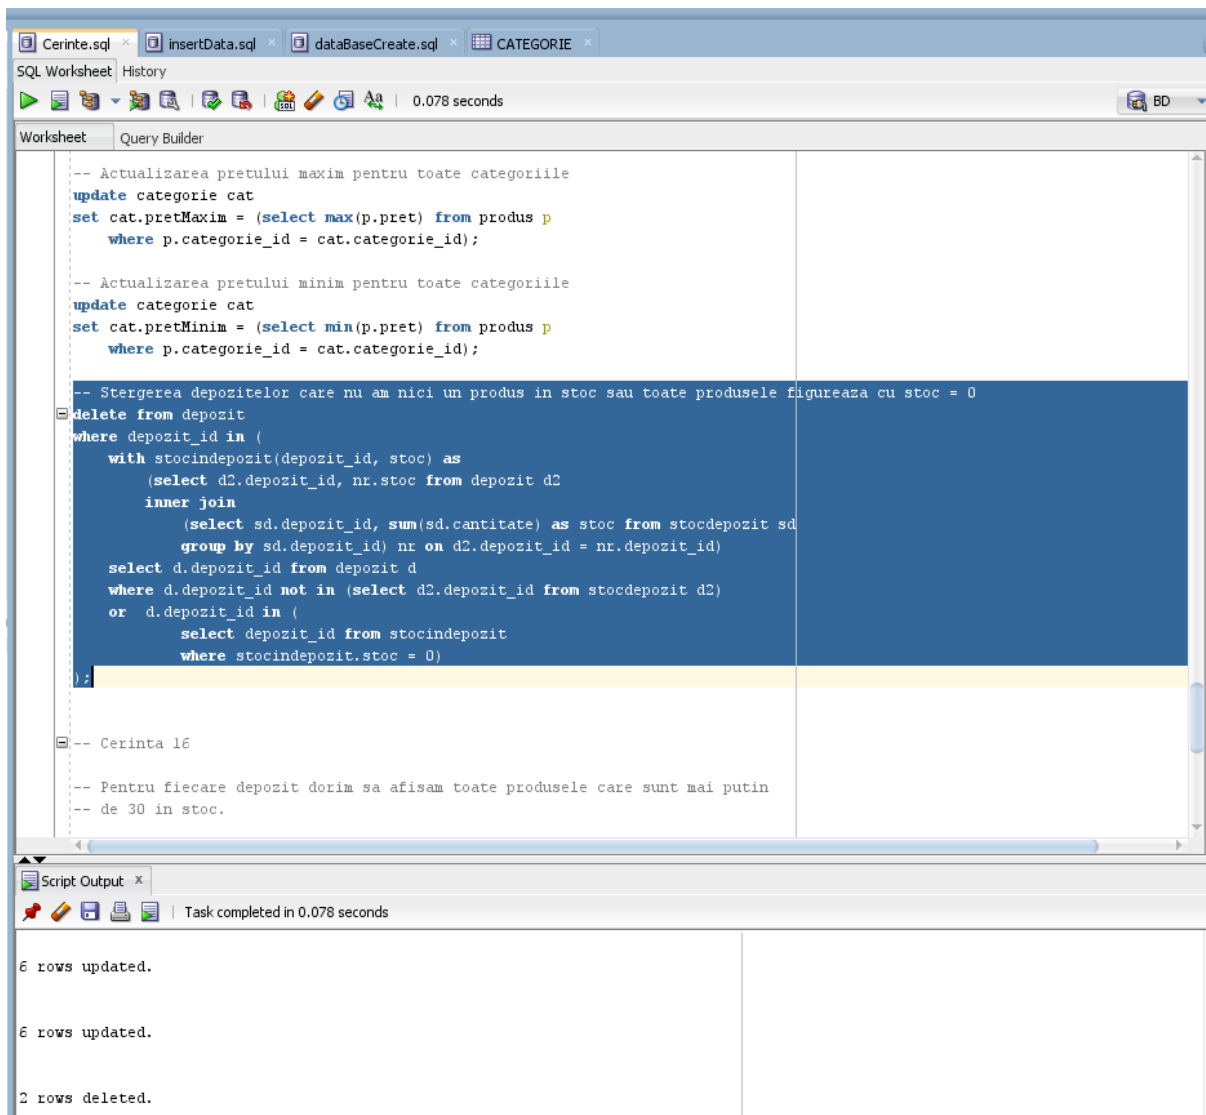 Cerinte.sql × insertData.sql × dataBaseCreate.sql × CATEGORIE ×
SQL Worksheet History
0.078 seconds BD
Worksheet Query Builder
-- Actualizarea pretului maxim pentru toate categoriile
update categorie cat
set cat.pretMaxim = (select max(p.pret) from produs p
    where p.categorie_id = cat.categorie_id);
-- Actualizarea pretului minim pentru toate categoriile
update categorie cat
set cat.pretMinim = (select min(p.pret) from produs p
    where p.categorie_id = cat.categorie_id);
-- Stergerea depozitelor care nu am nici un produs in stoc sau toate produsele figureaza cu stoc = 0
delete from depozit
where depozit_id in (
    with stocindepozit(depozit_id, stoc) as
        (select d2.depozit_id, nr.stoc from depozit d2
        inner join
            (select sd.depozit_id, sum(sd.cantitate) as stoc from stocdepozit sd
            group by sd.depozit_id) nr on d2.depozit_id = nr.depozit_id)
    select d.depozit_id from depozit d
    where d.depozit_id not in (select d2.depozit_id from stocdepozit d2)
    or  d.depozit_id in (
            select depozit_id from stocindepozit
            where stocindepozit.stoc = 0)
);
-- Cerinta 16
-- Pentru fiecare depozit dorim sa afisam toate produsele care sunt mai putin
-- de 30 in stoc.
Script Output x
Task completed in 0.078 seconds
6 rows updated.
6 rows updated.
2 rows deleted.